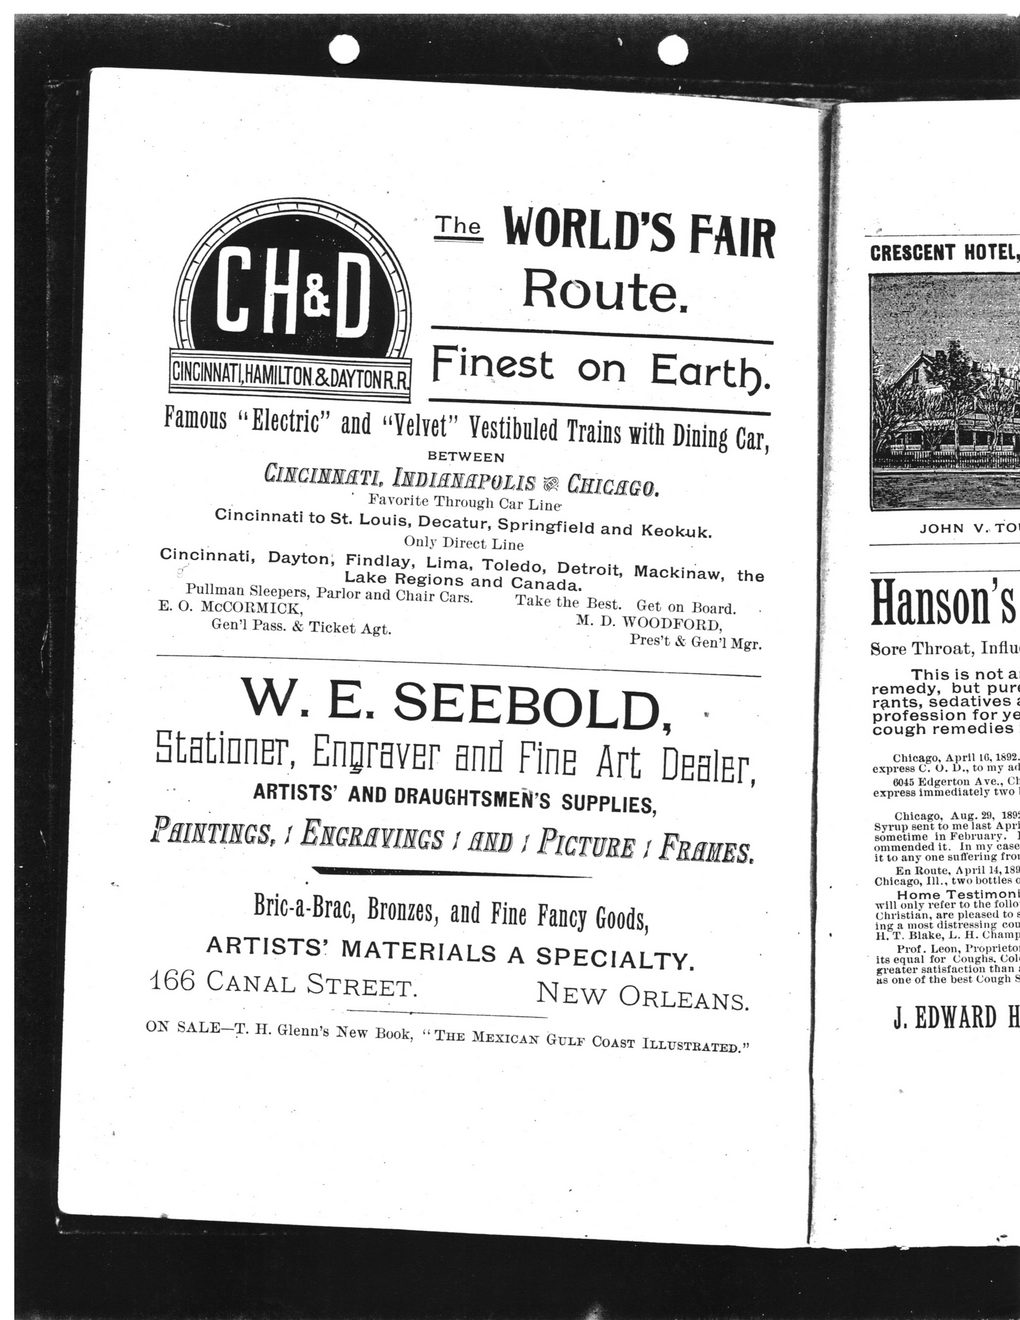 CH&D
CINCINNATI, HAMILTON & DAYTON R.R.
The WORLD'S FAIR
Route.
Finest on Earth.
Famous "Electric" and "Velvet" Vestibuled Trains with Dining Car,
BETWEEN
CINCINNATI, INDIANAPOLIS CHICAGO.
Favorite Through Car Line
Cincinnati to St. Louis, Decatur, Springfield and Keokuk.
Only Direct Line
Cincinnati, Dayton, Findlay, Lima, Toledo, Detroit, Mackinaw, the
Lake Regions and Canada.
Pullman Sleepers, Parlor and Chair Cars. Take the Best. Get on Board.
E. O. McCORMICK, M. D. WOODFORD,
Gen'l Pass. & Ticket Agt. Pres't & Gen'l Mgr.
W. E. SEEBOLD,
Stationer, Engraver and Fine Art Dealer,
ARTISTS' AND DRAUGHTSMEN'S SUPPLIES,
PAINTINGS, ENGRAVINGS AND PICTURE FRAMES.
Bric-a-Brac, Bronzes, and Fine Fancy Goods,
ARTISTS' MATERIALS A SPECIALTY.
166 CANAL STREET. NEW ORLEANS.
ON SALE—T. H. Glenn's New Book, "THE MEXICAN GULF COAST ILLUSTRATED."
CRESCENT HOTEL,
JOHN V. TOU
Hanson's
Sore Throat, Influ
This is not a
remedy, but pure
rants, sedatives a
profession for ye
cough remedies
Chicago, April 16, 1892.
express C. O. D., to my ad
6045 Edgerton Ave., Ch
express immediately two
Chicago, Aug. 29, 1892
Syrup sent to me last Apri
sometime in February.
ommended it. In my case
it to any one suffering from
En Route, April 14, 189
Chicago, Ill., two bottles o
Home Testimoni
will only refer to the follo
Christian, are pleased to s
ing a most distressing cou
H. T. Blake, L. H. Champ
Prof. Leon, Proprietor
its equal for Coughs, Col
greater satisfaction than a
as one of the best Cough S
J. EDWARD H